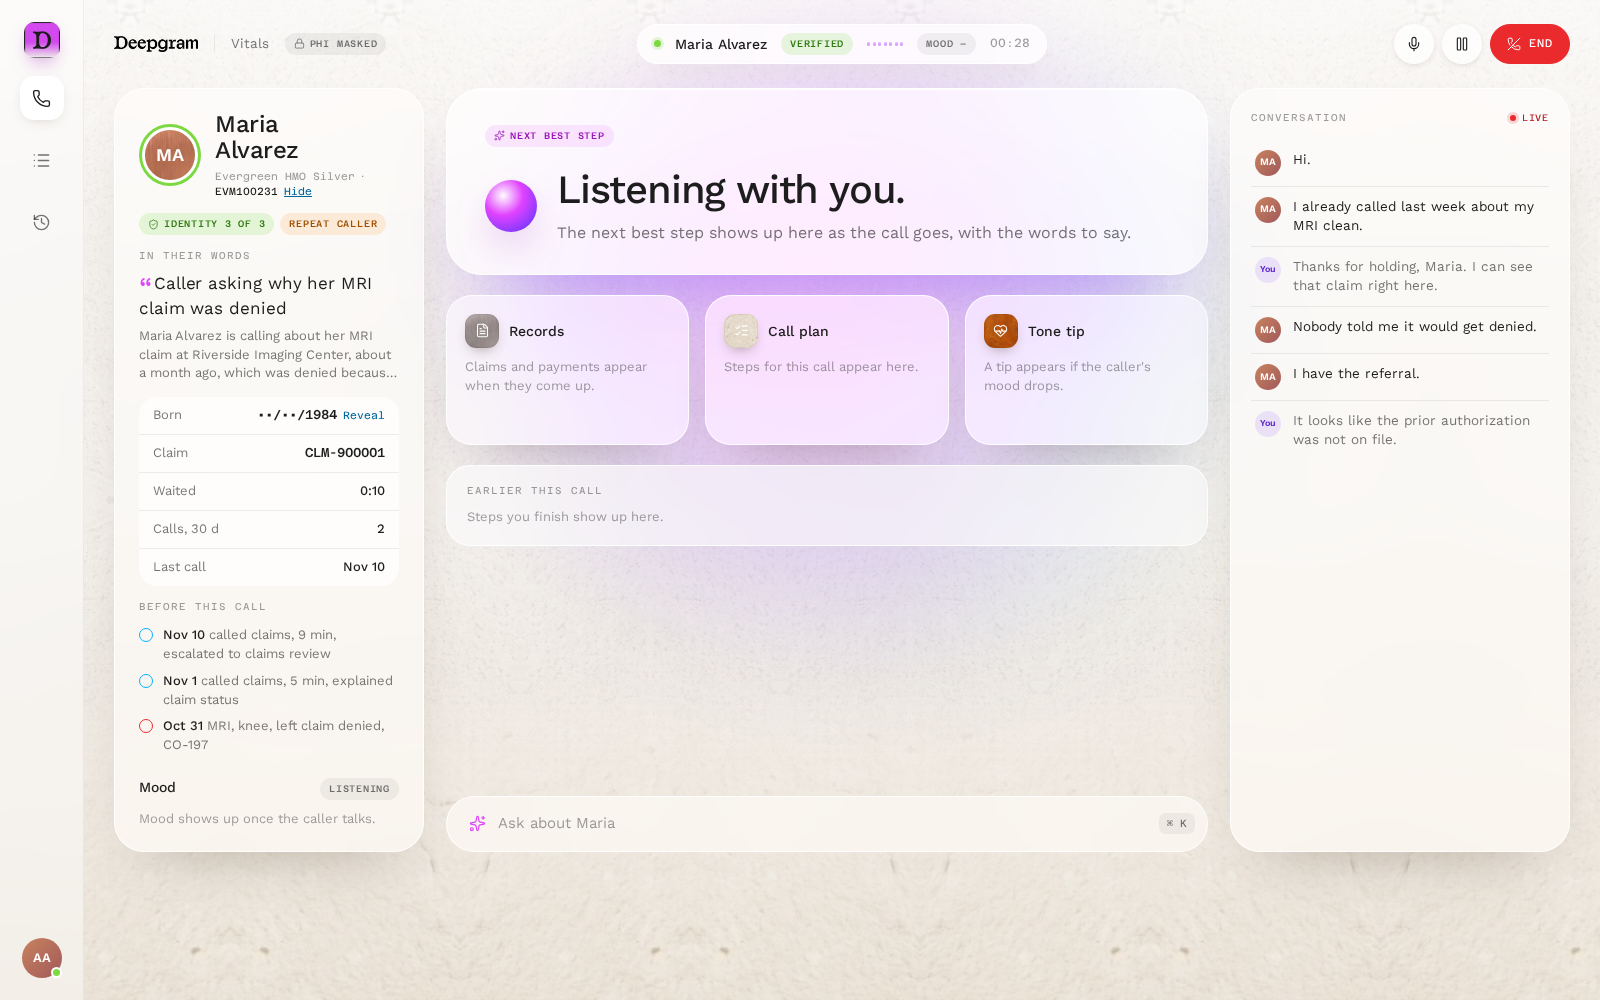 D
Deepgram
Vitals
PHI MASKED
Maria Alvarez
VERIFIED
MOOD –
00:28
END
MA
Maria
Alvarez
Evergreen HMO Silver ·
EVM100231 Hide
IDENTITY 3 OF 3
REPEAT CALLER
IN THEIR WORDS
“Caller asking why her MRI
claim was denied
Maria Alvarez is calling about her MRI
claim at Riverside Imaging Center, about
a month ago, which was denied becaus...
Born ••/••/1984 Reveal
Claim CLM-900001
Waited 0:10
Calls, 30 d 2
Last call Nov 10
BEFORE THIS CALL
Nov 10 called claims, 9 min,
escalated to claims review
Nov 1 called claims, 5 min, explained
claim status
Oct 31 MRI, knee, left claim denied,
CO-197
Mood LISTENING
Mood shows up once the caller talks.
NEXT BEST STEP
Listening with you.
The next best step shows up here as the call goes, with the words to say.
Records
Claims and payments appear
when they come up.
Call plan
Steps for this call appear here.
Tone tip
A tip appears if the caller's
mood drops.
EARLIER THIS CALL
Steps you finish show up here.
Ask about Maria
⌘ K
CONVERSATION
LIVE
MA Hi.
MA I already called last week about my
MRI clean.
You Thanks for holding, Maria. I can see
that claim right here.
MA Nobody told me it would get denied.
MA I have the referral.
You It looks like the prior authorization
was not on file.
AA